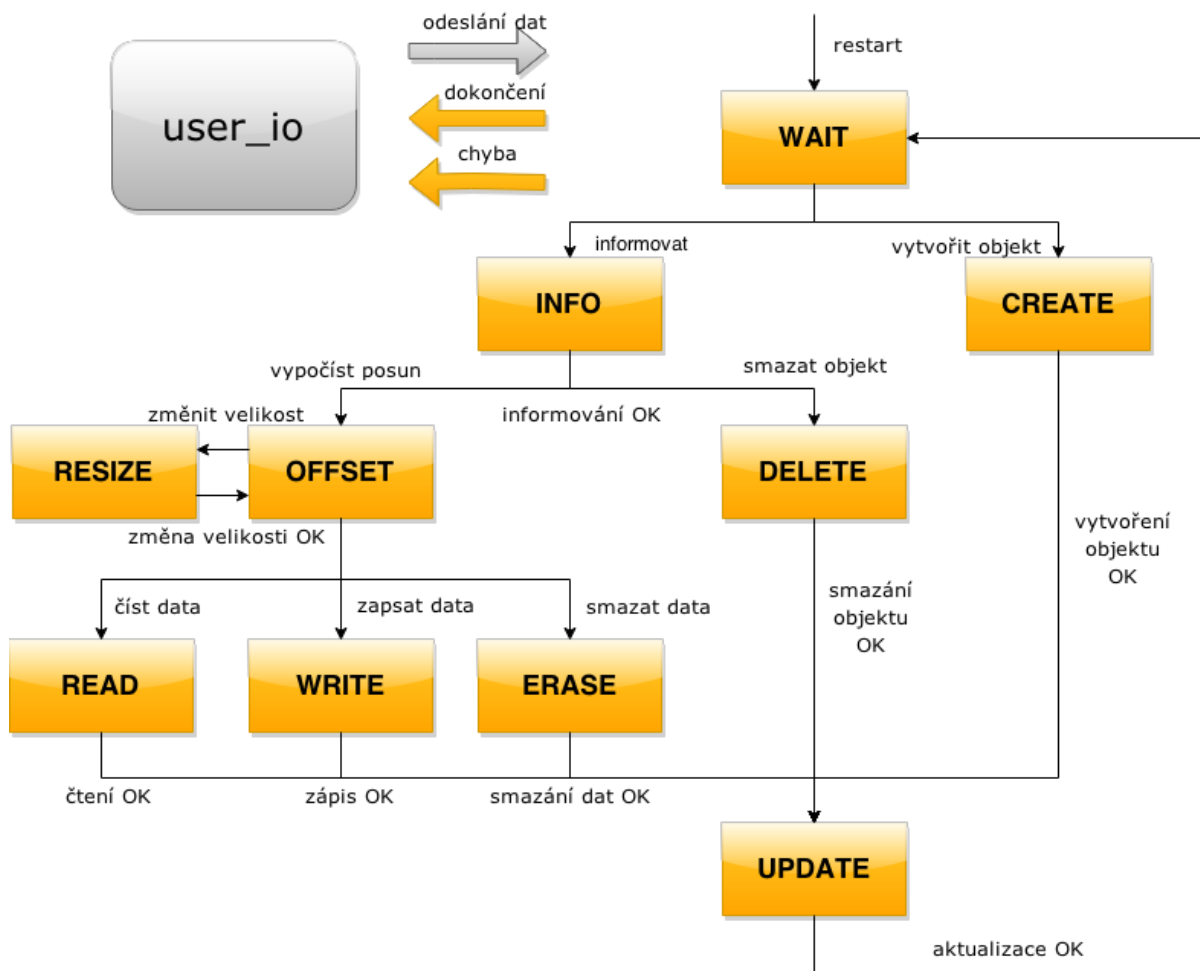 odeslání dat
restart
user_io
dokončení
WAIT
chyba
informovat
vytvořit objekt
INFO
CREATE
vypočíst posun
smazat objekt
změnit velikost
informování OK
RESIZE
OFFSET
DELETE
změna velikosti OK
vytvoření
objektu
OK
číst data
zapsat data
smazat data
smazání
objektu
OK
READ
WRITE
ERASE
čtení OK
zápis OK
smazání dat OK
UPDATE
aktualizace OK